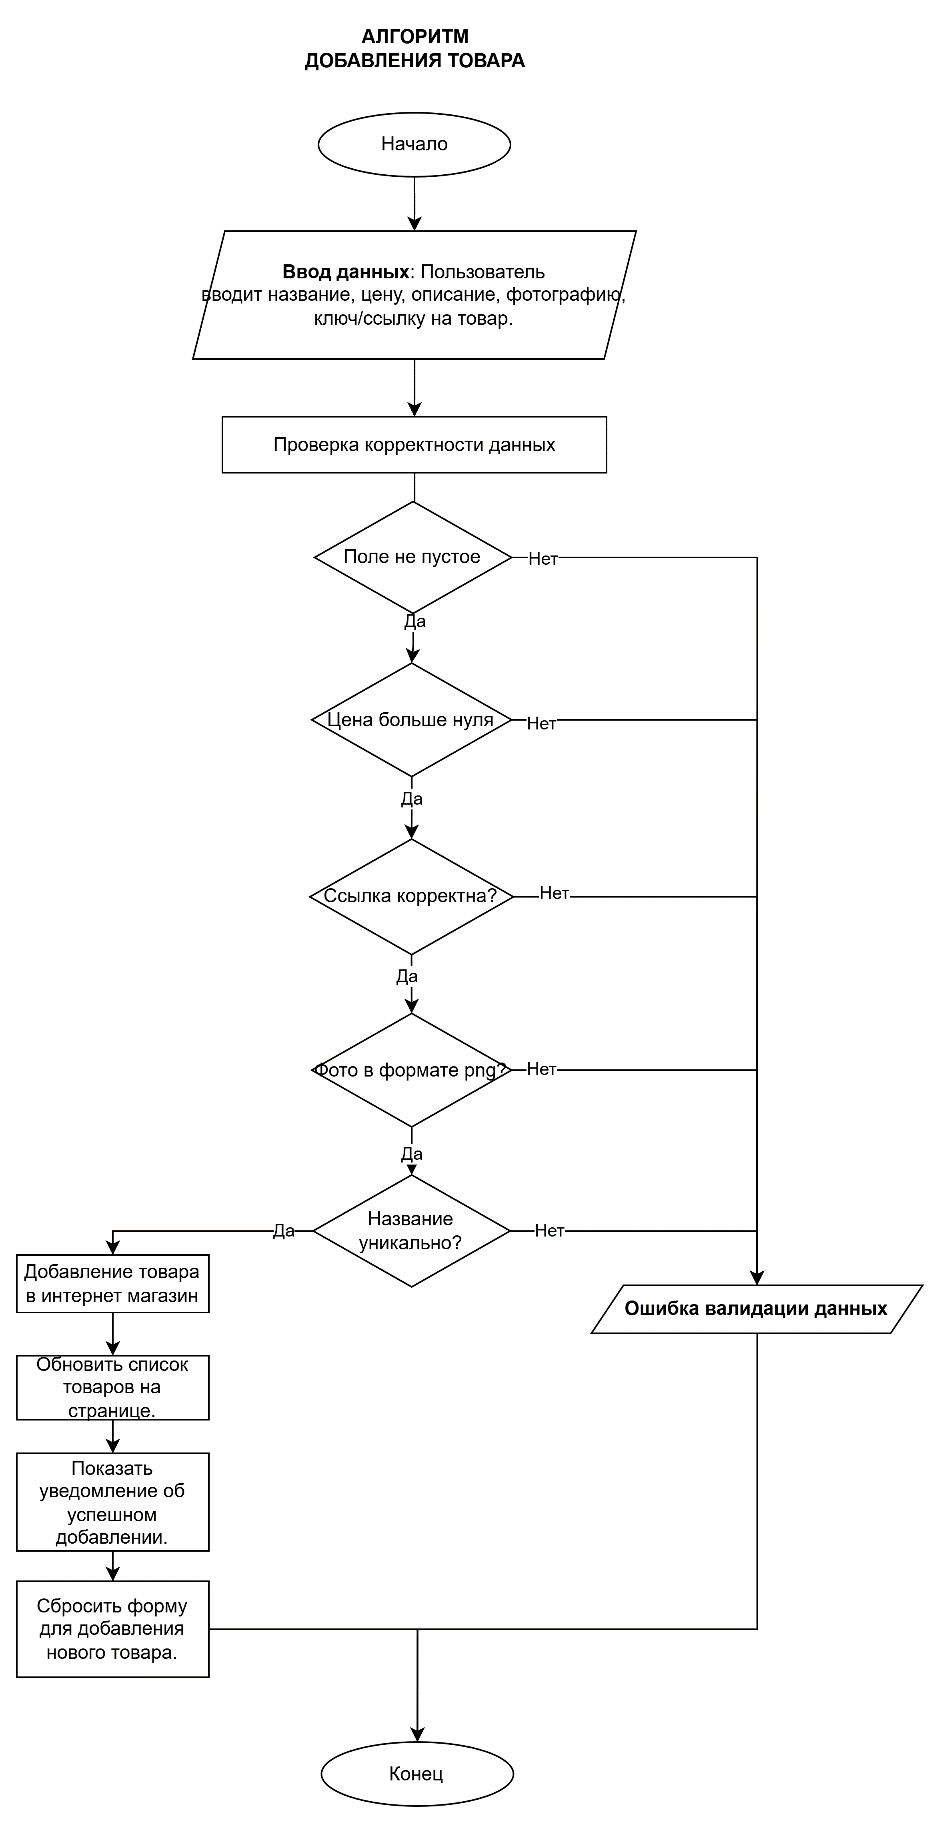 АЛГОРИТМ
ДОБАВЛЕНИЯ ТОВАРА
Начало
Ввод данных: Пользователь
вводит название, цену, описание, фотографию,
ключ/ссылку на товар.
Проверка корректности данных
Поле не пустое
Нет
Да
Цена больше нуля
Нет
Да
Ссылка корректна?
Нет
Да
Фото в формате png?
Нет
Да
Название
уникально?
Да
Нет
Добавление товара
в интернет магазин
Ошибка валидации данных
Обновить список
товаров на
странице.
Показать
уведомление об
успешном
добавлении.
Сбросить форму
для добавления
нового товара.
Конец